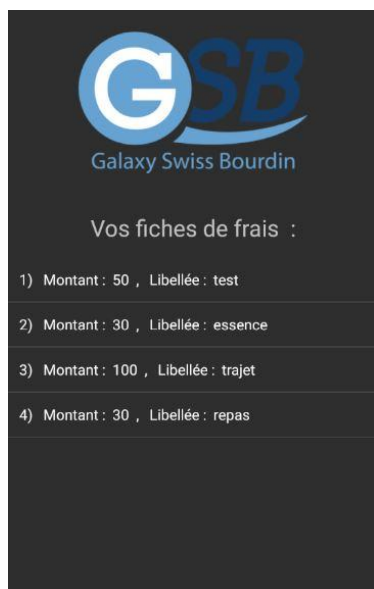 GSB
Galaxy Swiss Bourdin
Vos fiches de frais :
1) Montant : 50 , Libellée : test
2) Montant : 30 , Libellée : essence
3) Montant : 100 , Libellée : trajet
4) Montant : 30 , Libellée : repas